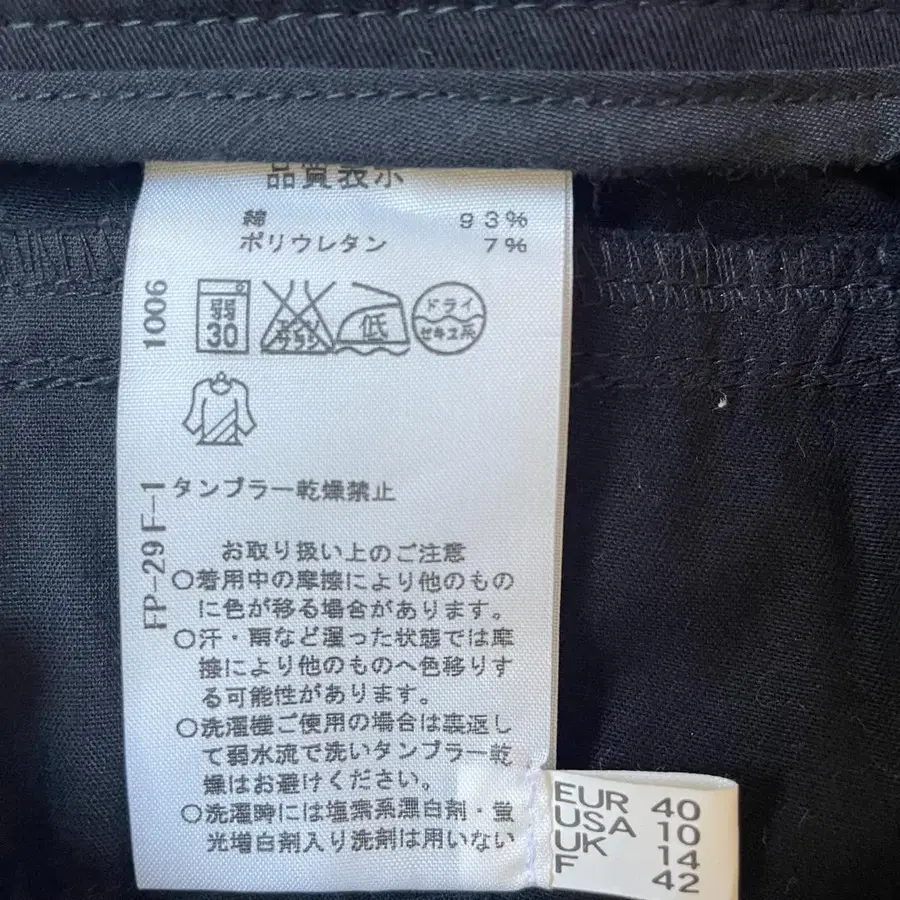 品質表示
綿 93%
ポリウレタン 7%
弱
30
エンソ
サラシ
低
ドライ
セキユ系
タンブラー乾燥禁止
お取り扱い上のご注意
○着用中の摩擦により他のもの
に色が移る場合があります。
○汗・雨など湿った状態では摩
擦により他のものへ色移りす
る可能性があります。
○洗濯機ご使用の場合は裏返し
て弱水流で洗いタンブラー乾
燥はお避けください。
○洗濯時には塩素系漂白剤・蛍
光増白剤入り洗剤は用いない
1006
FP-29F-1
EUR 40
USA 10
UK 14
F 42